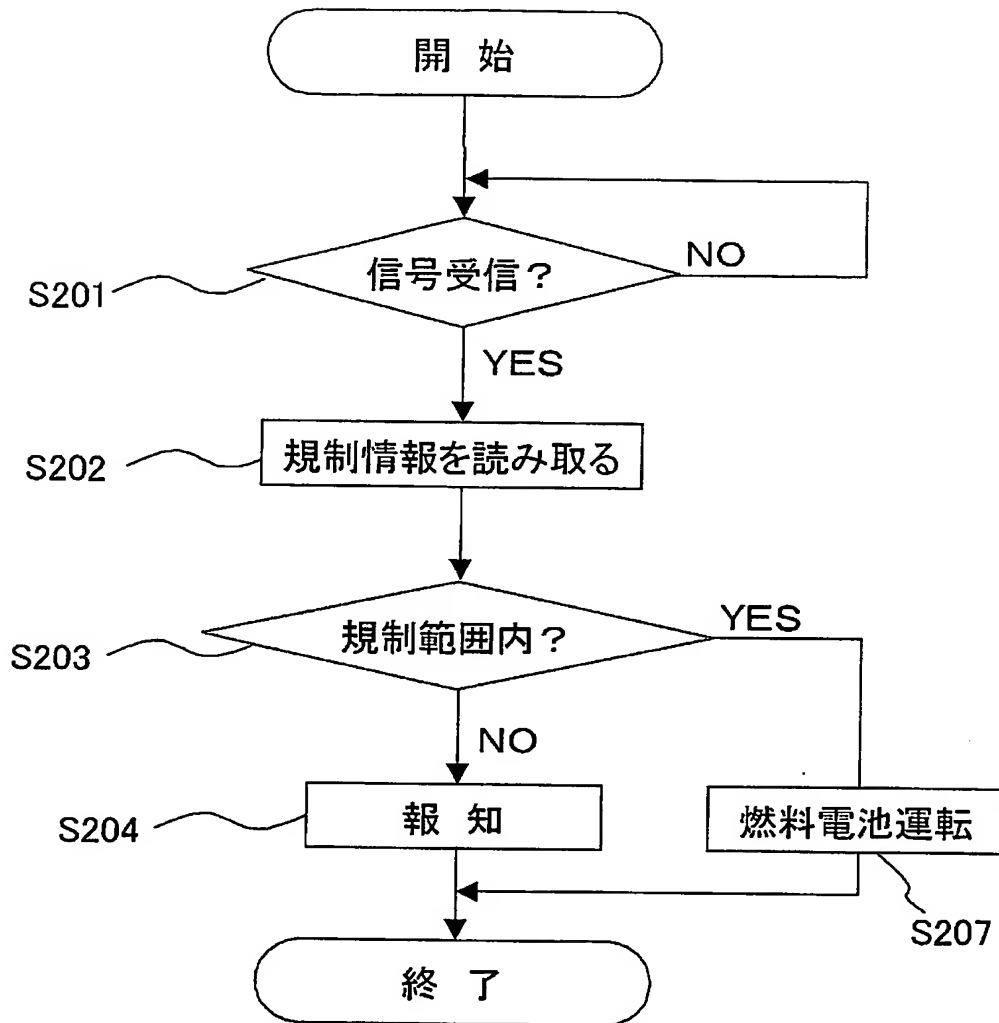 開 始
信号受信?
NO
S201
YES
規制情報を読み取る
S202
規制範囲内?
YES
S203
NO
報 知
S204
燃料電池運転
S207
終 了